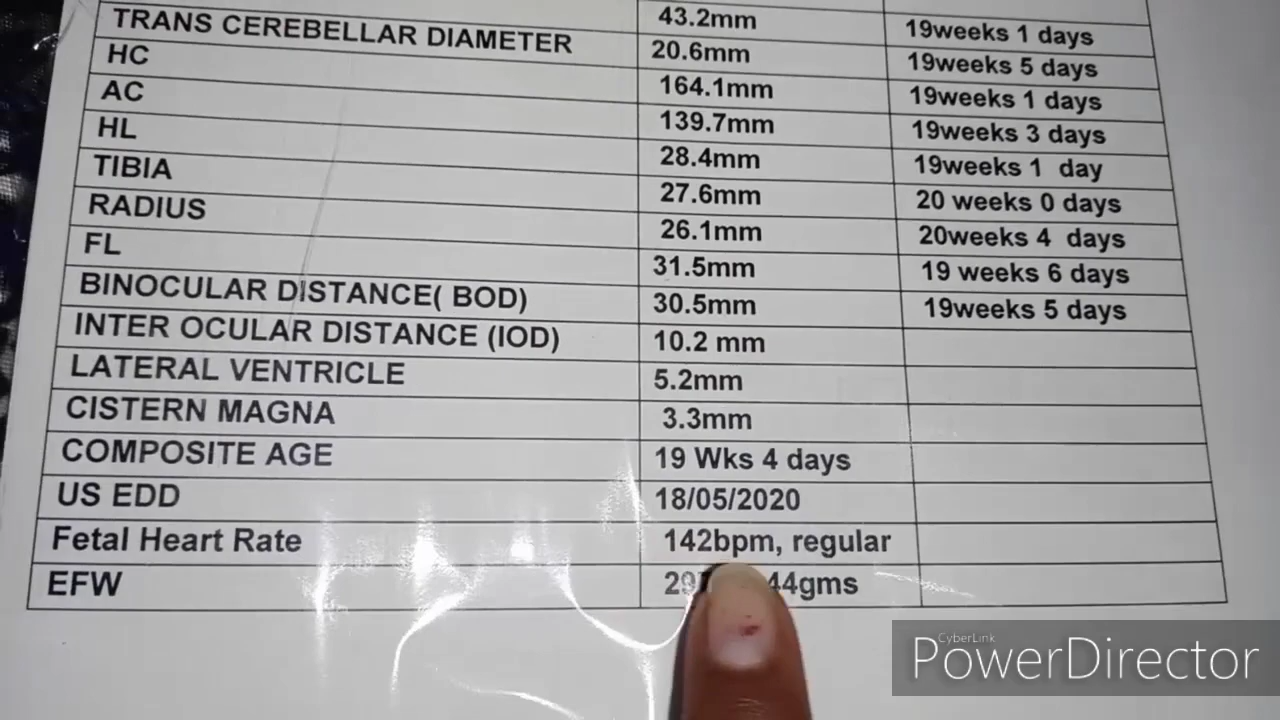 43.2mm 19weeks 1 days
TRANS CEREBELLAR DIAMETER 20.6mm 19weeks 5 days
HC 164.1mm 19weeks 1 days
AC 139.7mm 19weeks 3 days
HL 28.4mm 19weeks 1 day
TIBIA 27.6mm 20 weeks 0 days
RADIUS 26.1mm 20weeks 4 days
FL 31.5mm 19 weeks 6 days
BINOCULAR DISTANCE( BOD) 30.5mm 19weeks 5 days
INTER OCULAR DISTANCE (IOD) 10.2 mm
LATERAL VENTRICLE 5.2mm
CISTERN MAGNA 3.3mm
COMPOSITE AGE 19 Wks 4 days
US EDD 18/05/2020
Fetal Heart Rate 142bpm, regular
EFW
CyberLink
PowerDirector